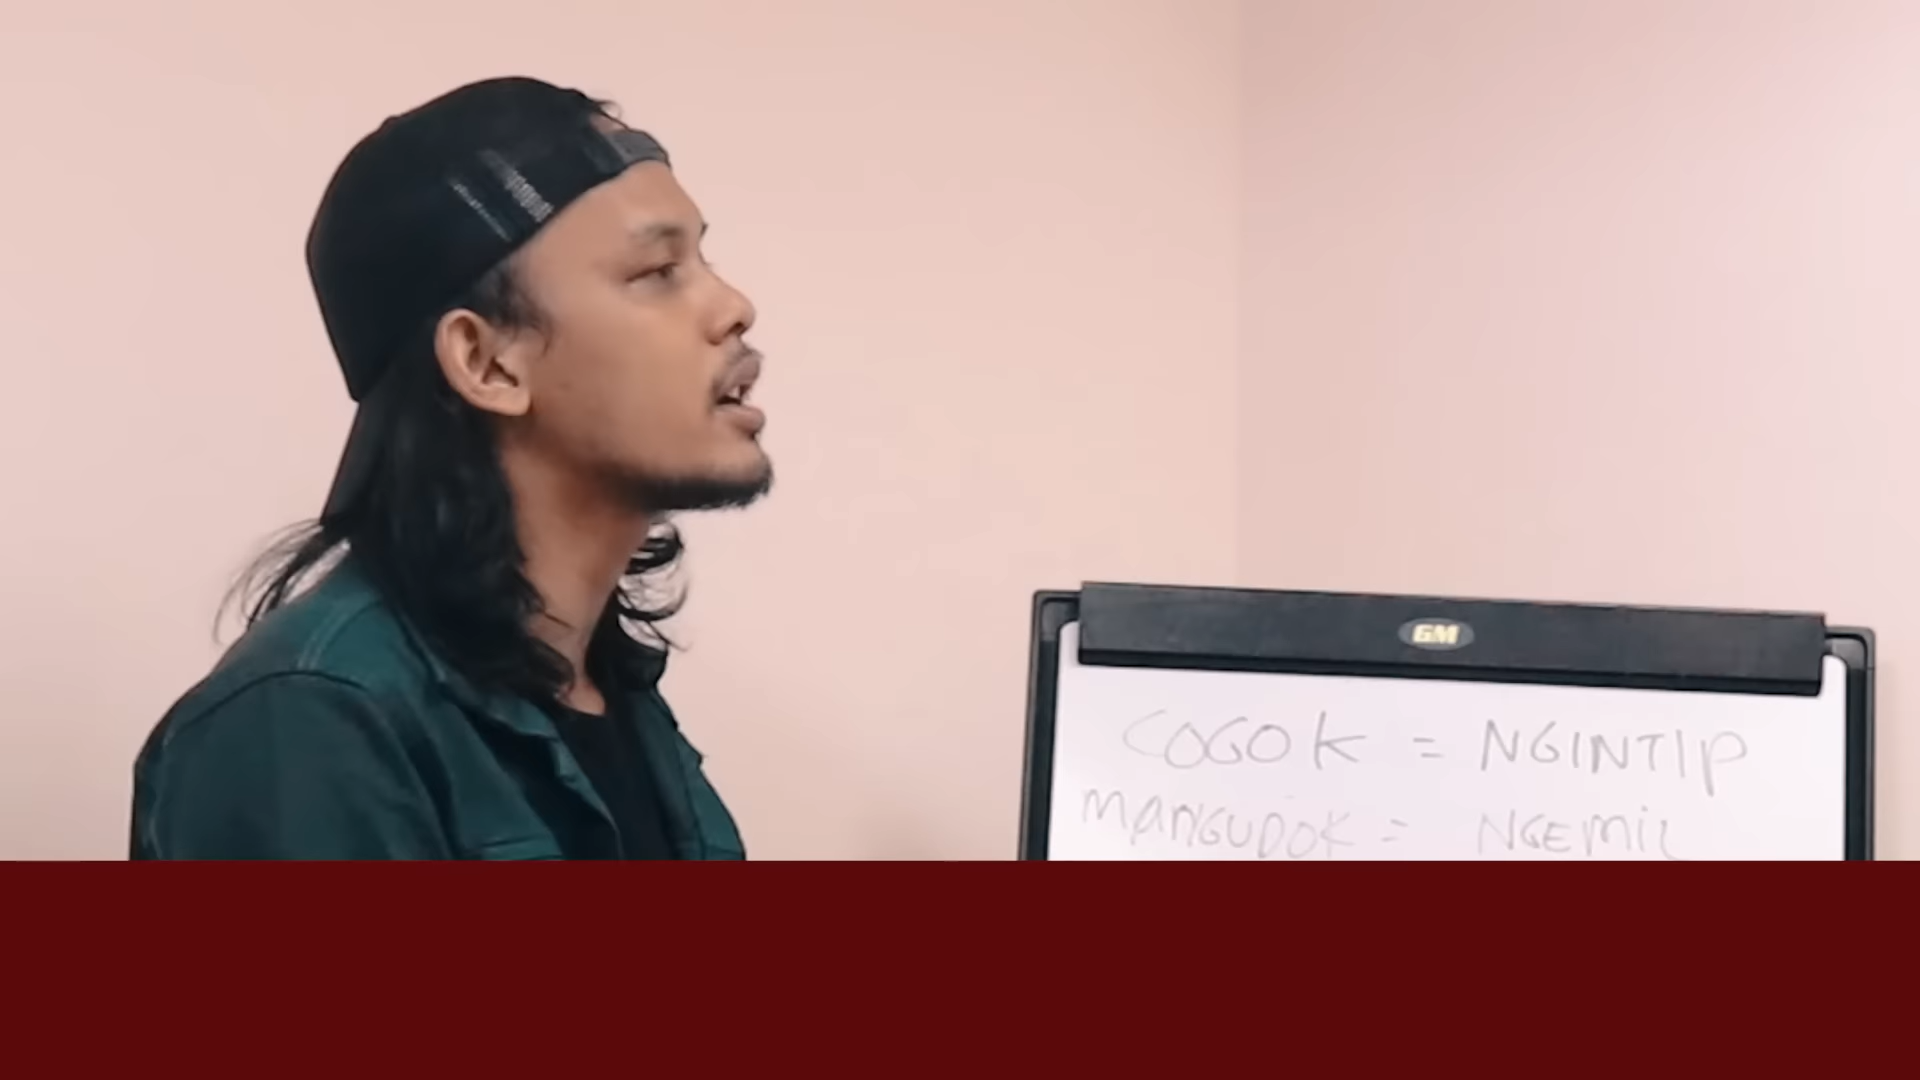 GM
COGOK = NGINTIP
MANGUDOK = NGEMIL